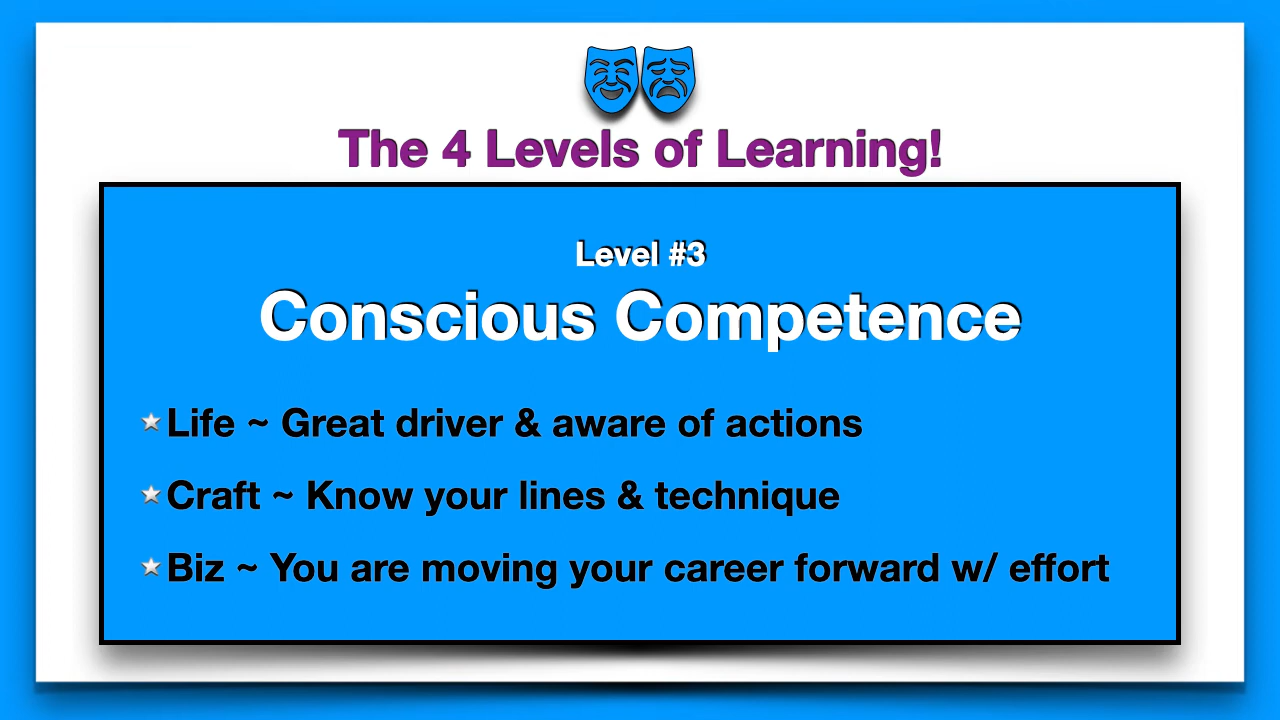 The 4 Levels of Learning!
Level #3
Conscious Competence
Life ~ Great driver & aware of actions
Craft ~ Know your lines & technique
Biz ~ You are moving your career forward w/ effort